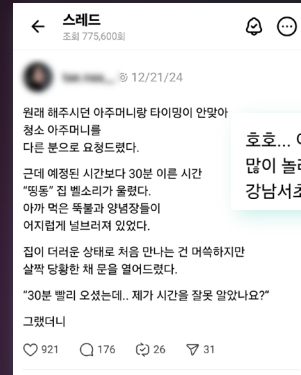 스레드
조회 775,600회
12/21/24
원래 해주시던 아주머니랑 타이밍이 안맞아
청소 아주머니를
다른 분으로 요청드렸다.
근데 예정된 시간보다 30분 이른 시간
"띵동" 집 벨소리가 울렸다.
아까 먹은 뚝불과 양념장들이
어지럽게 널브러져 있었다.
집이 더러운 상태로 처음 만나는 건 머쓱하지만
살짝 당황한 채 문을 열어드렸다.
"30분 빨리 오셨는데.. 제가 시간을 잘못 알았나요?"
그랬더니
921 176 26 31
호호...
많이
강남서초